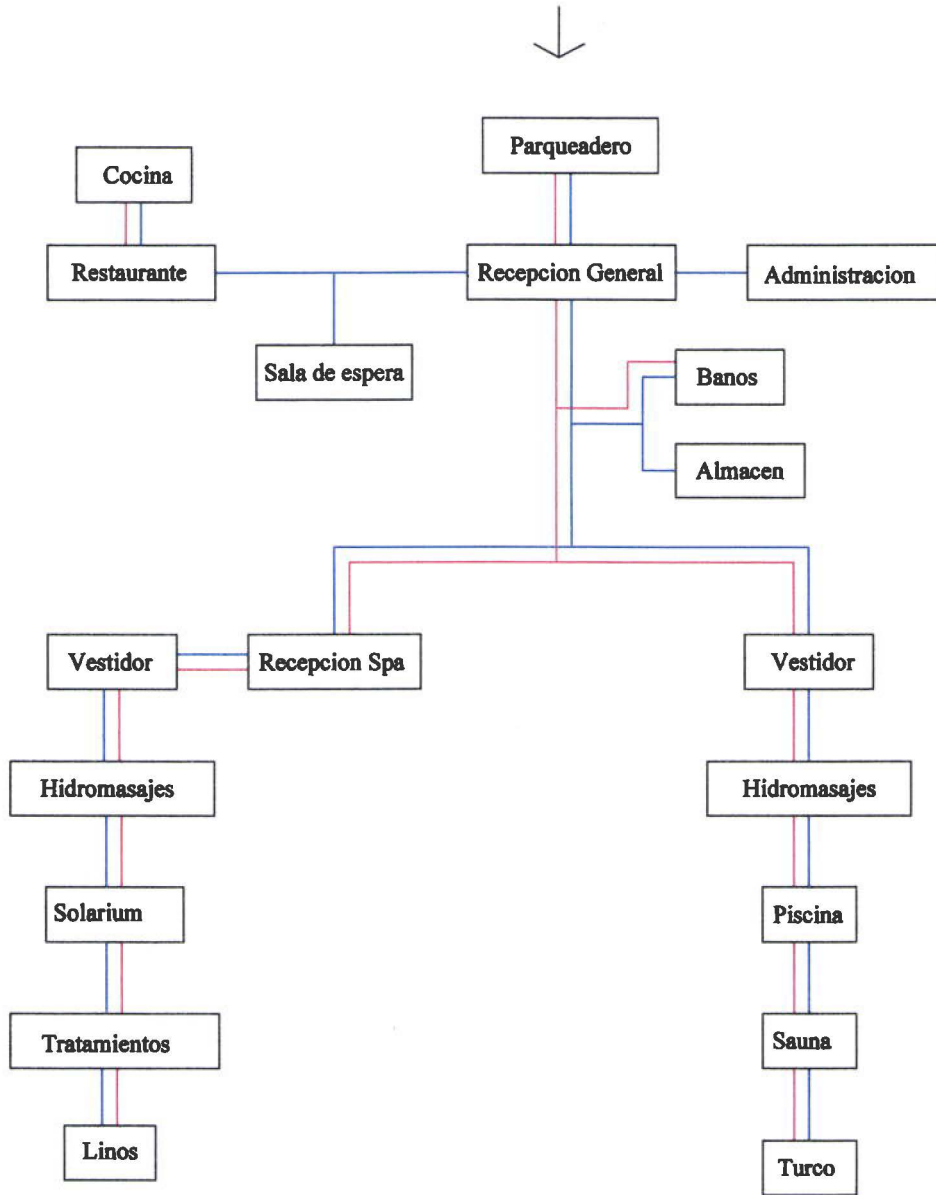 Parqueadero
Cocina
Restaurante
Recepcion General
Administracion
Sala de espera
Banos
Almacen
Vestidor
Recepcion Spa
Vestidor
Hidromasajes
Hidromasajes
Solarium
Piscina
Tratamientos
Sauna
Linos
Turco